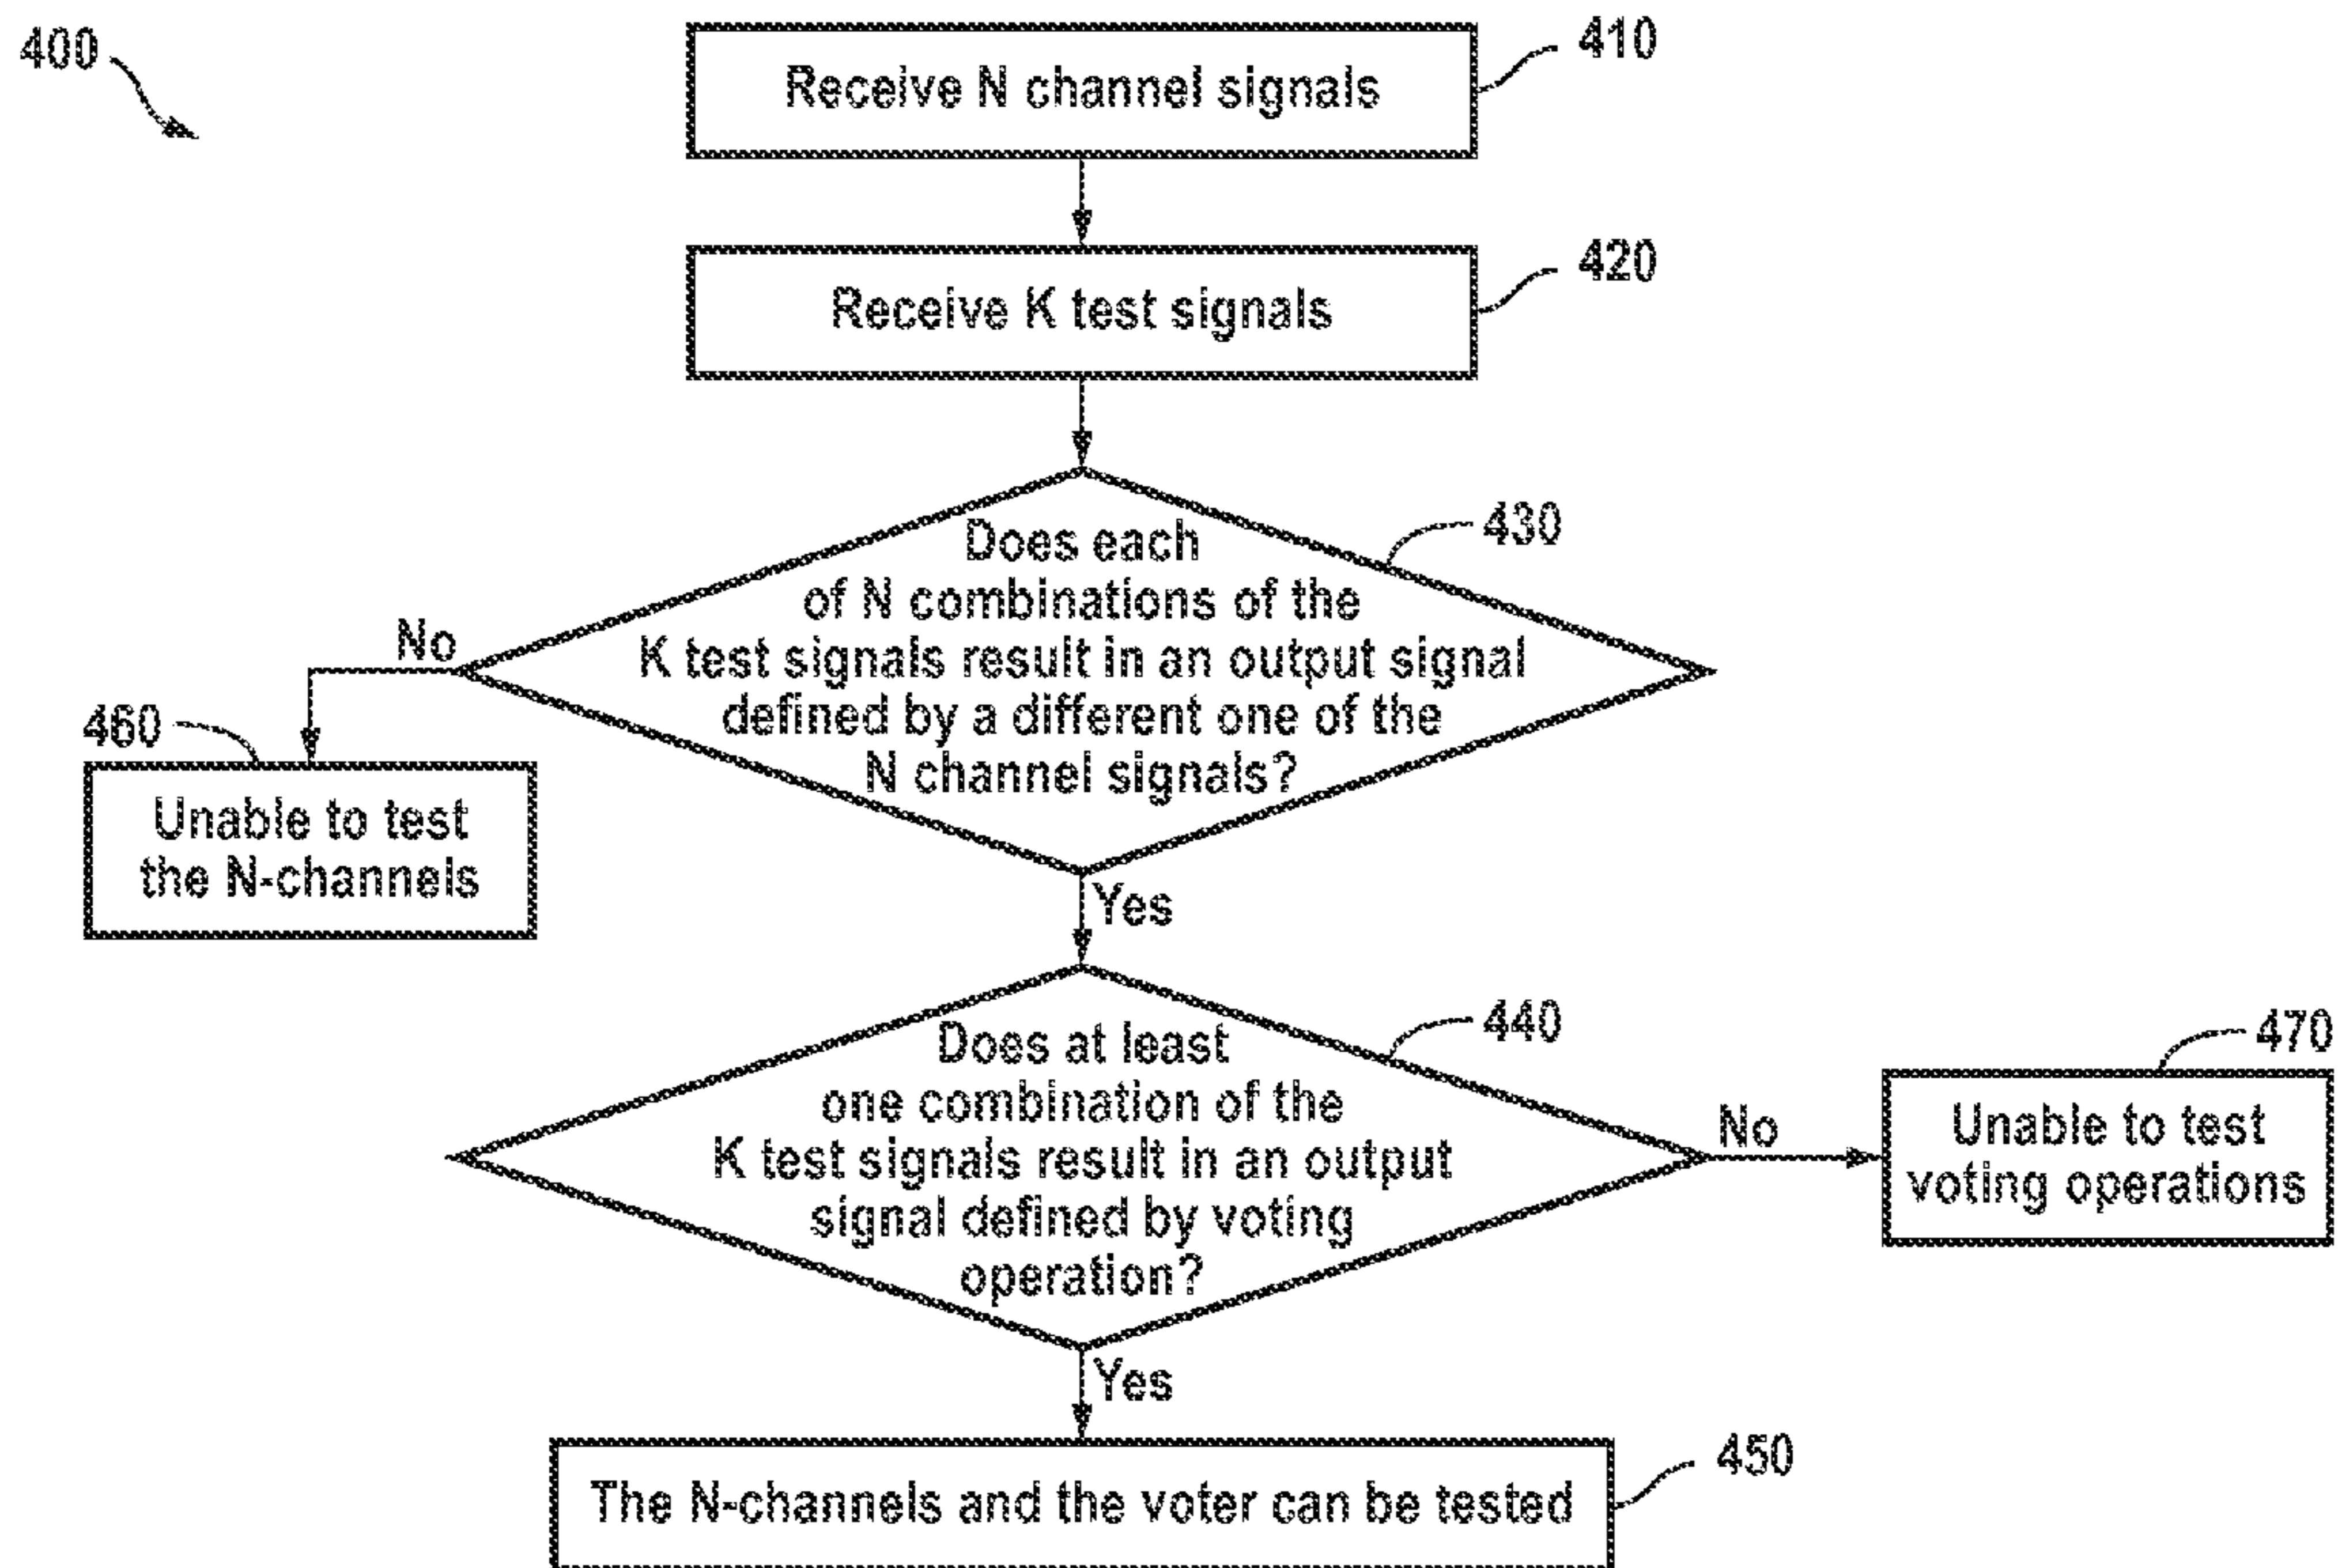 400
Receive N channel signals
410
Receive K test signals
420
Does each
of N combinations of the
K test signals result in an output signal
defined by a different one of the
N channel signals?
430
No
460
Unable to test
the N-channels
Yes
Does at least
one combination of the
K test signals result in an output
signal defined by voting
operation?
440
No
470
Unable to test
voting operations
Yes
The N-channels and the voter can be tested
450